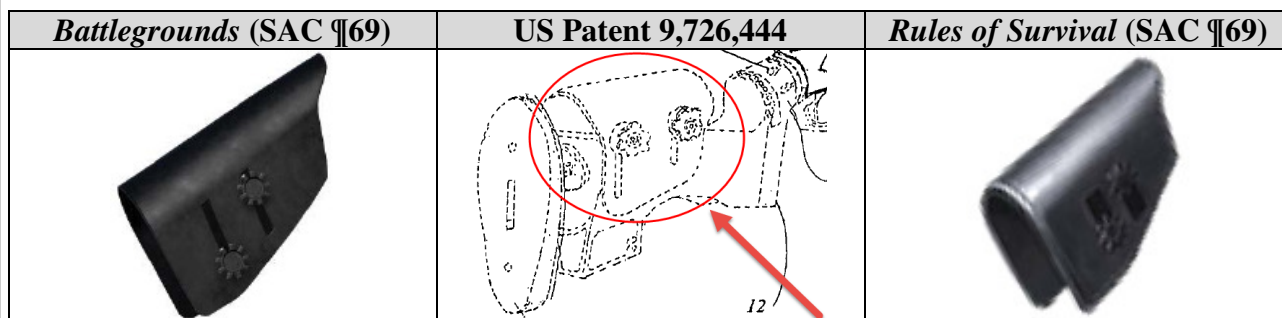 Battlegrounds (SAC ¶69)
US Patent 9,726,444
Rules of Survival (SAC ¶69)
12